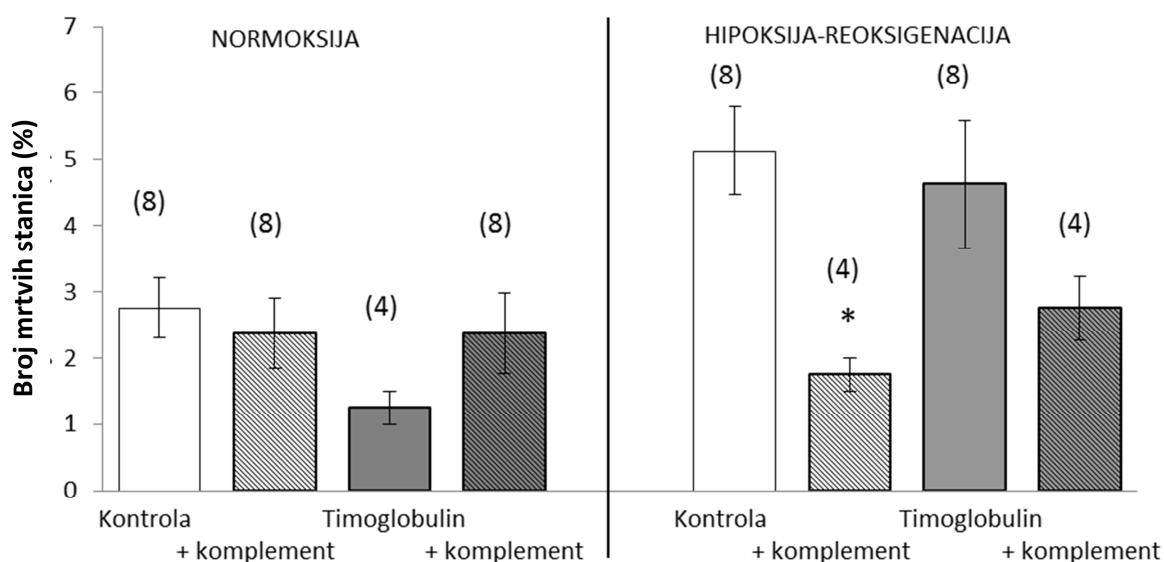 NORMOKSIJA
HIPOKSIJA-REOKSIGENACIJA
Broj mrtvih stanica (%)
7
6
5
4
3
2
1
0
(8)
(8)
(4)
(8)
(8)
(4)
*
(8)
(4)
Kontrola
+ komplement
Timoglobulin
+ komplement
Kontrola
+ komplement
Timoglobulin
+ komplement